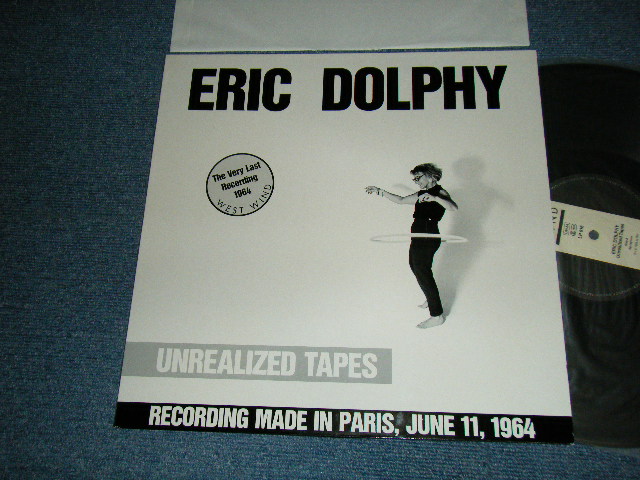 ERIC DOLPHY
The Very Last
Recording
1964
WEST WIND
UNREALIZED TAPES
RECORDING MADE IN PARIS, JUNE 11, 1964